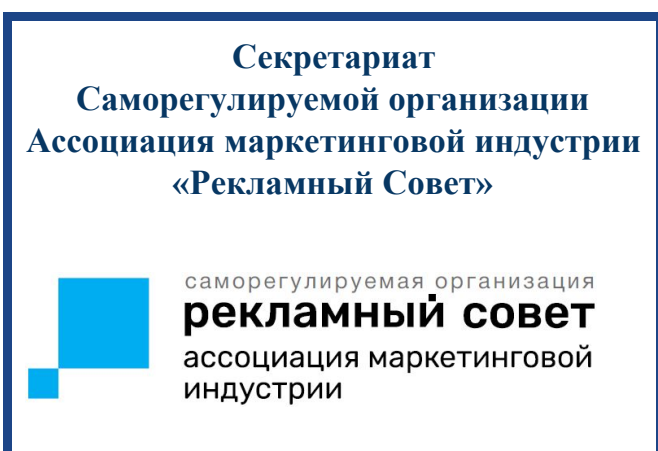 Секретариат
Саморегулируемой организации
Ассоциация маркетинговой индустрии
«Рекламный Совет»
саморегулируемая организация
рекламный совет
ассоциация маркетинговой
индустрии